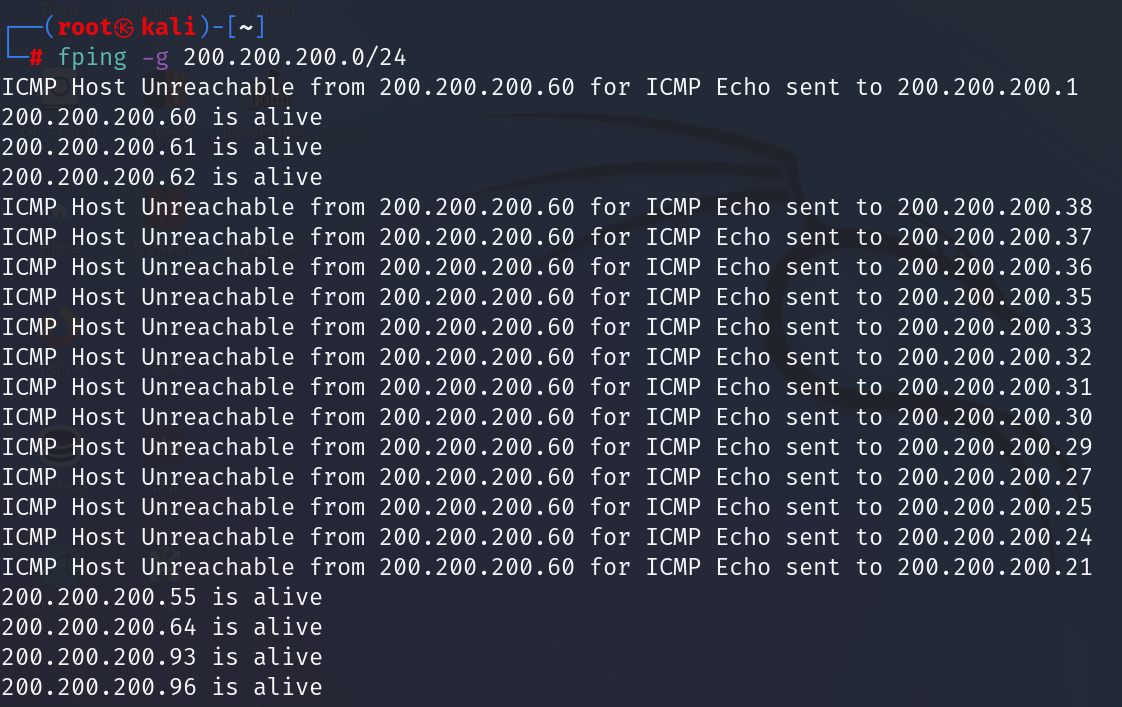 ┌──(root㉿kali)-[~]
└─# fping -g 200.200.200.0/24
ICMP Host Unreachable from 200.200.200.60 for ICMP Echo sent to 200.200.200.1
200.200.200.60 is alive
200.200.200.61 is alive
200.200.200.62 is alive
ICMP Host Unreachable from 200.200.200.60 for ICMP Echo sent to 200.200.200.38
ICMP Host Unreachable from 200.200.200.60 for ICMP Echo sent to 200.200.200.37
ICMP Host Unreachable from 200.200.200.60 for ICMP Echo sent to 200.200.200.36
ICMP Host Unreachable from 200.200.200.60 for ICMP Echo sent to 200.200.200.35
ICMP Host Unreachable from 200.200.200.60 for ICMP Echo sent to 200.200.200.33
ICMP Host Unreachable from 200.200.200.60 for ICMP Echo sent to 200.200.200.32
ICMP Host Unreachable from 200.200.200.60 for ICMP Echo sent to 200.200.200.31
ICMP Host Unreachable from 200.200.200.60 for ICMP Echo sent to 200.200.200.30
ICMP Host Unreachable from 200.200.200.60 for ICMP Echo sent to 200.200.200.29
ICMP Host Unreachable from 200.200.200.60 for ICMP Echo sent to 200.200.200.27
ICMP Host Unreachable from 200.200.200.60 for ICMP Echo sent to 200.200.200.25
ICMP Host Unreachable from 200.200.200.60 for ICMP Echo sent to 200.200.200.24
ICMP Host Unreachable from 200.200.200.60 for ICMP Echo sent to 200.200.200.21
200.200.200.55 is alive
200.200.200.64 is alive
200.200.200.93 is alive
200.200.200.96 is alive